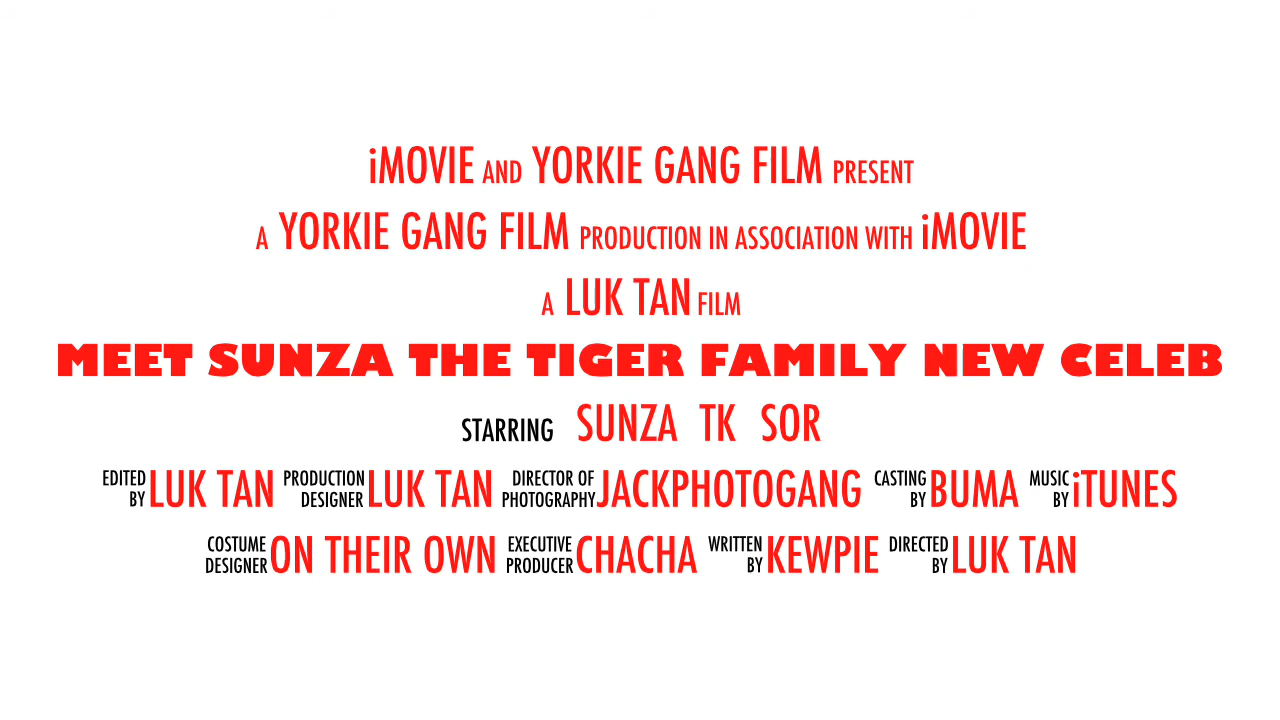 iMOVIE AND YORKIE GANG FILM PRESENT
A YORKIE GANG FILM PRODUCTION IN ASSOCIATION WITH iMOVIE
A LUK TAN FILM
MEET SUNZA THE TIGER FAMILY NEW CELEB
STARRING SUNZA TK SOR
EDITED BY LUK TAN PRODUCTION DESIGNER LUK TAN DIRECTOR OF PHOTOGRAPHY JACKPHOTOGANG CASTING BY BUMA MUSIC BY iTUNES
COSTUME DESIGNER ON THEIR OWN EXECUTIVE PRODUCER CHACHA WRITTEN BY KEWPIE DIRECTED BY LUK TAN